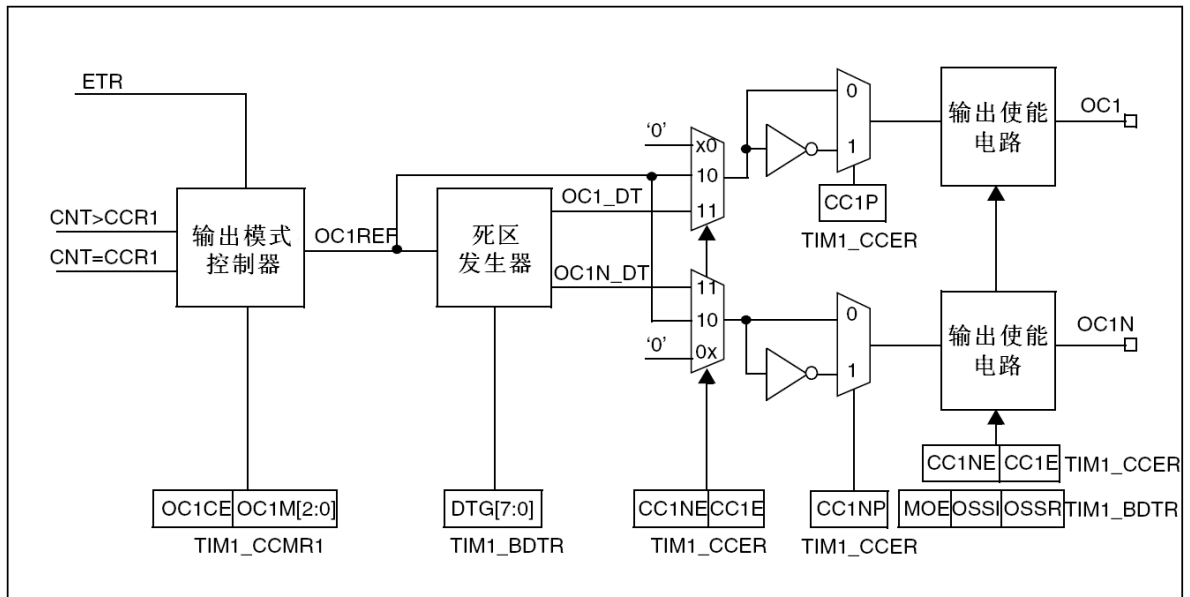 ETR
CNT>CCR1
CNT=CCR1
输出模式
控制器
OC1REF
死区
发生器
OC1_DT
OC1N_DT
'0'
x0
10
11
11
10
'0'
0x
0
1
CC1P
TIM1_CCER
0
1
输出使能
电路
OC1
输出使能
电路
OC1N
CC1NE CC1E TIM1_CCER
MOE OSSI OSSR TIM1_BDTR
OC1CE OC1M[2:0]
TIM1_CCMR1
DTG[7:0]
TIM1_BDTR
CC1NE CC1E
TIM1_CCER
CC1NP
TIM1_CCER